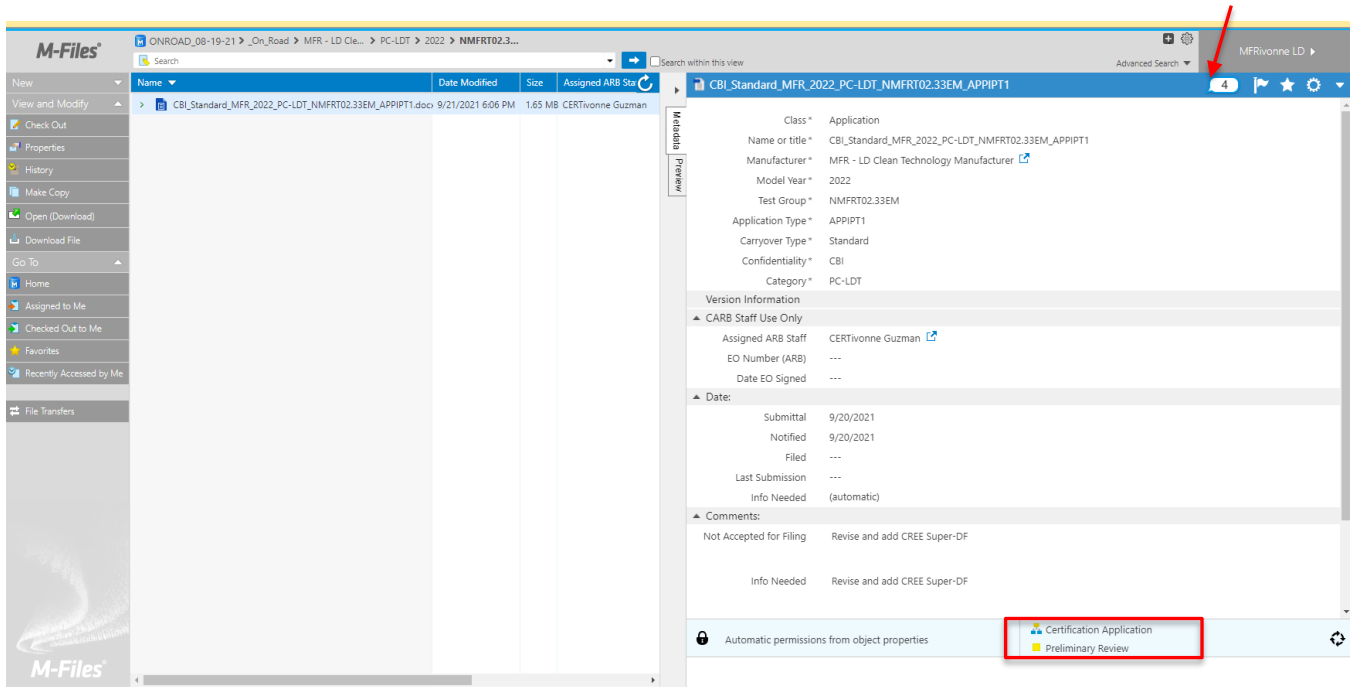 M-Files®
ONROAD_08-19-21 > _On_Road > MFR - LD Cle... > PC-LDT > 2022 > NMFRT02.3...
Search
Search within this view
Advanced Search
MFRivonne LD
New
View and Modify
Check Out
Properties
History
Make Copy
Open (Download)
Download File
Go To
Home
Assigned to Me
Checked Out to Me
Favorites
Recently Accessed by Me
File Transfers
M-Files®
Name Date Modified Size Assigned ARB Sta
CBI_Standard_MFR_2022_PC-LDT_NMFRT02.33EM_APPIPT1.docx 9/21/2021 6:06 PM 1.65 MB CERTivonne Guzman
Metadata
Preview
CBI_Standard_MFR_2022_PC-LDT_NMFRT02.33EM_APPIPT1 4
Class* Application
Name or title* CBI_Standard_MFR_2022_PC-LDT_NMFRT02.33EM_APPIPT1
Manufacturer* MFR - LD Clean Technology Manufacturer
Model Year* 2022
Test Group* NMFRT02.33EM
Application Type* APPIPT1
Carryover Type* Standard
Confidentiality* CBI
Category* PC-LDT
Version Information
CARB Staff Use Only
Assigned ARB Staff CERTivonne Guzman
EO Number (ARB) ---
Date EO Signed ---
Date:
Submittal 9/20/2021
Notified 9/20/2021
Filed ---
Last Submission ---
Info Needed (automatic)
Comments:
Not Accepted for Filing Revise and add CREE Super-DF
Info Needed Revise and add CREE Super-DF
Automatic permissions from object properties
Certification Application
Preliminary Review